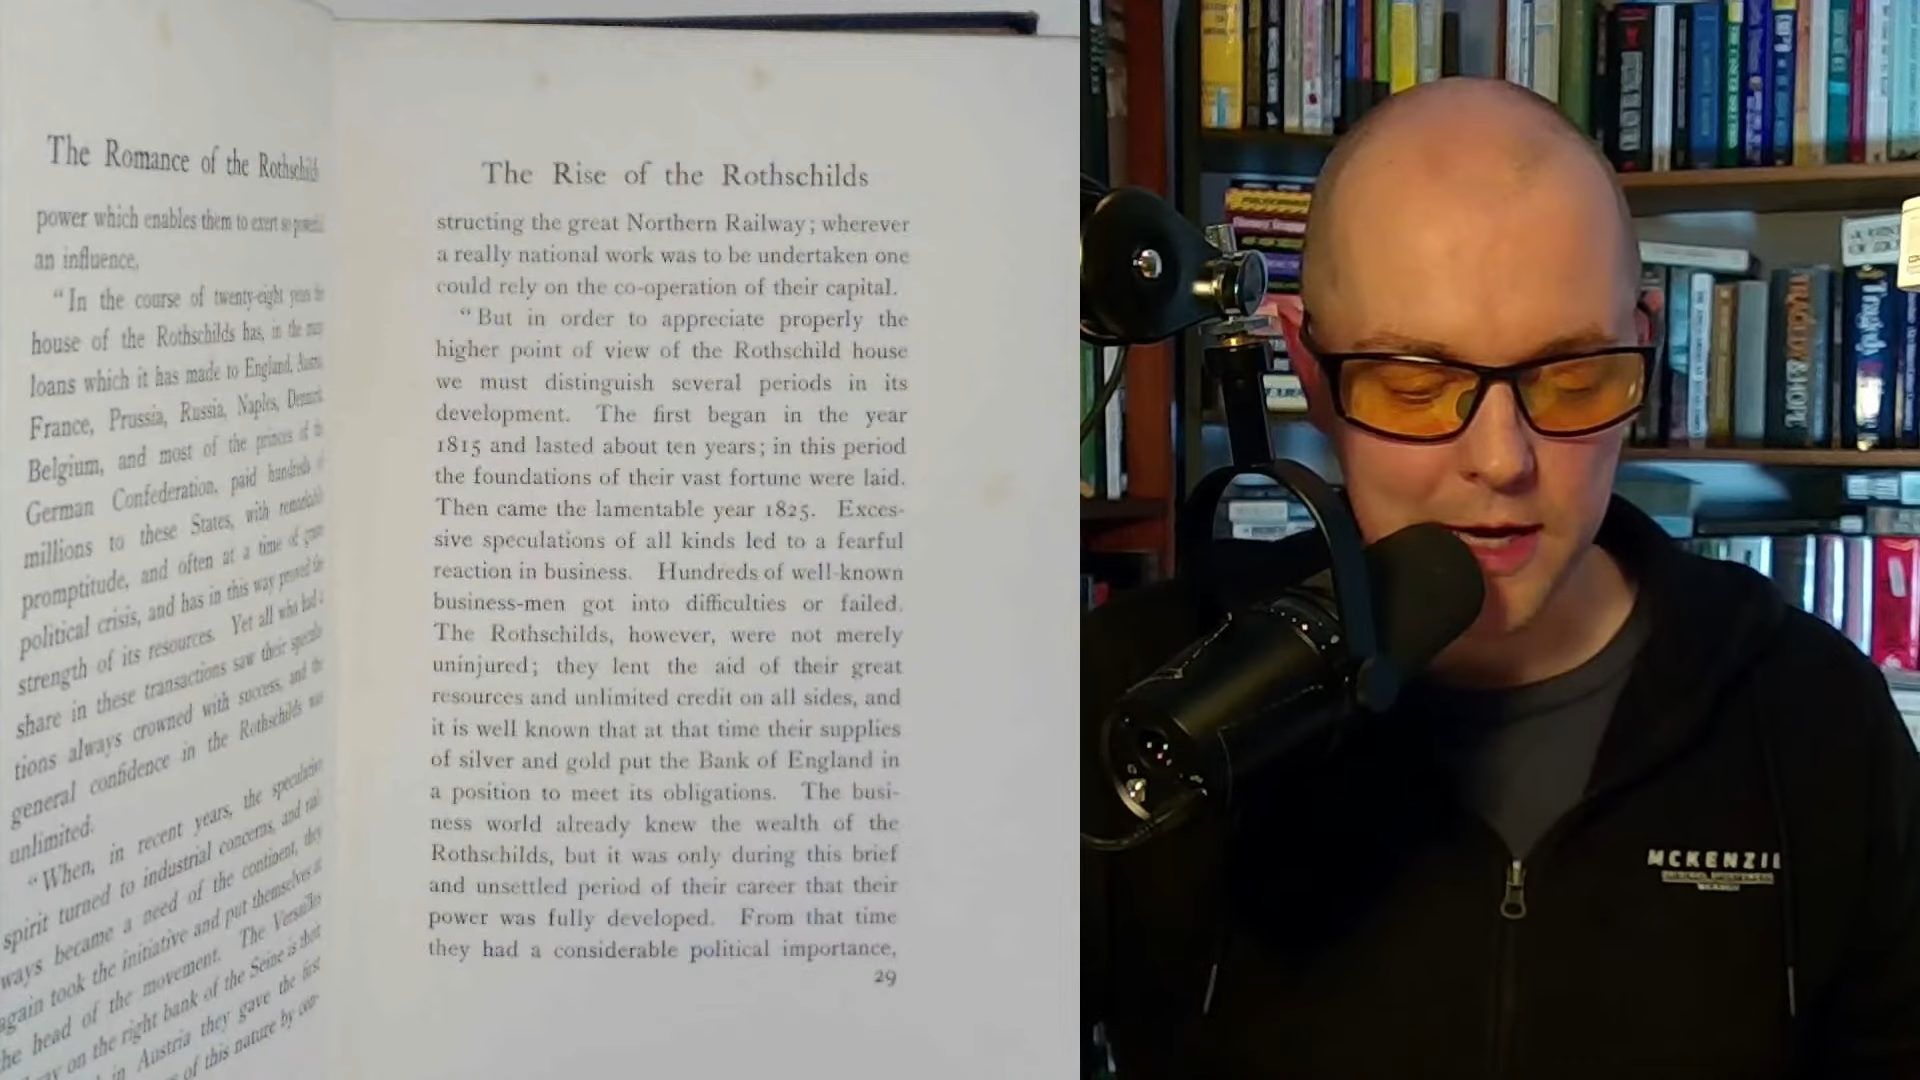 The Romance of the Rothschilds
power which enables them to exert so powerful
an influence.
"In the course of twenty-eight years the
house of the Rothschilds has, in the many
loans which it has made to England, Austria
France, Prussia, Russia, Naples, Denmark
Belgium, and most of the princes of the
German Confederation, paid hundreds of
millions to these States, with remarkable
promptitude, and often at a time of grave
political crisis, and has in this way proved the
strength of its resources. Yet all who had a
share in these transactions saw their specula-
tions always crowned with success, and the
general confidence in the Rothschilds was
unlimited.
"When, in recent years, the speculative
spirit turned to industrial concerns, and rail-
ways became a need of the continent, they
again took the initiative and put themselves at
the head of the movement. The Versailles
way on the right bank of the Seine is their
in Austria they gave the first
of this nature by con-
The Rise of the Rothschilds
structing the great Northern Railway; wherever
a really national work was to be undertaken one
could rely on the co-operation of their capital.
"But in order to appreciate properly the
higher point of view of the Rothschild house
we must distinguish several periods in its
development. The first began in the year
1815 and lasted about ten years; in this period
the foundations of their vast fortune were laid.
Then came the lamentable year 1825. Exces-
sive speculations of all kinds led to a fearful
reaction in business. Hundreds of well-known
business-men got into difficulties or failed.
The Rothschilds, however, were not merely
uninjured; they lent the aid of their great
resources and unlimited credit on all sides, and
it is well known that at that time their supplies
of silver and gold put the Bank of England in
a position to meet its obligations. The busi-
ness world already knew the wealth of the
Rothschilds, but it was only during this brief
and unsettled period of their career that their
power was fully developed. From that time
they had a considerable political importance,
29
TRAGEDY & HOPE
Tragedy
MCKENZIE